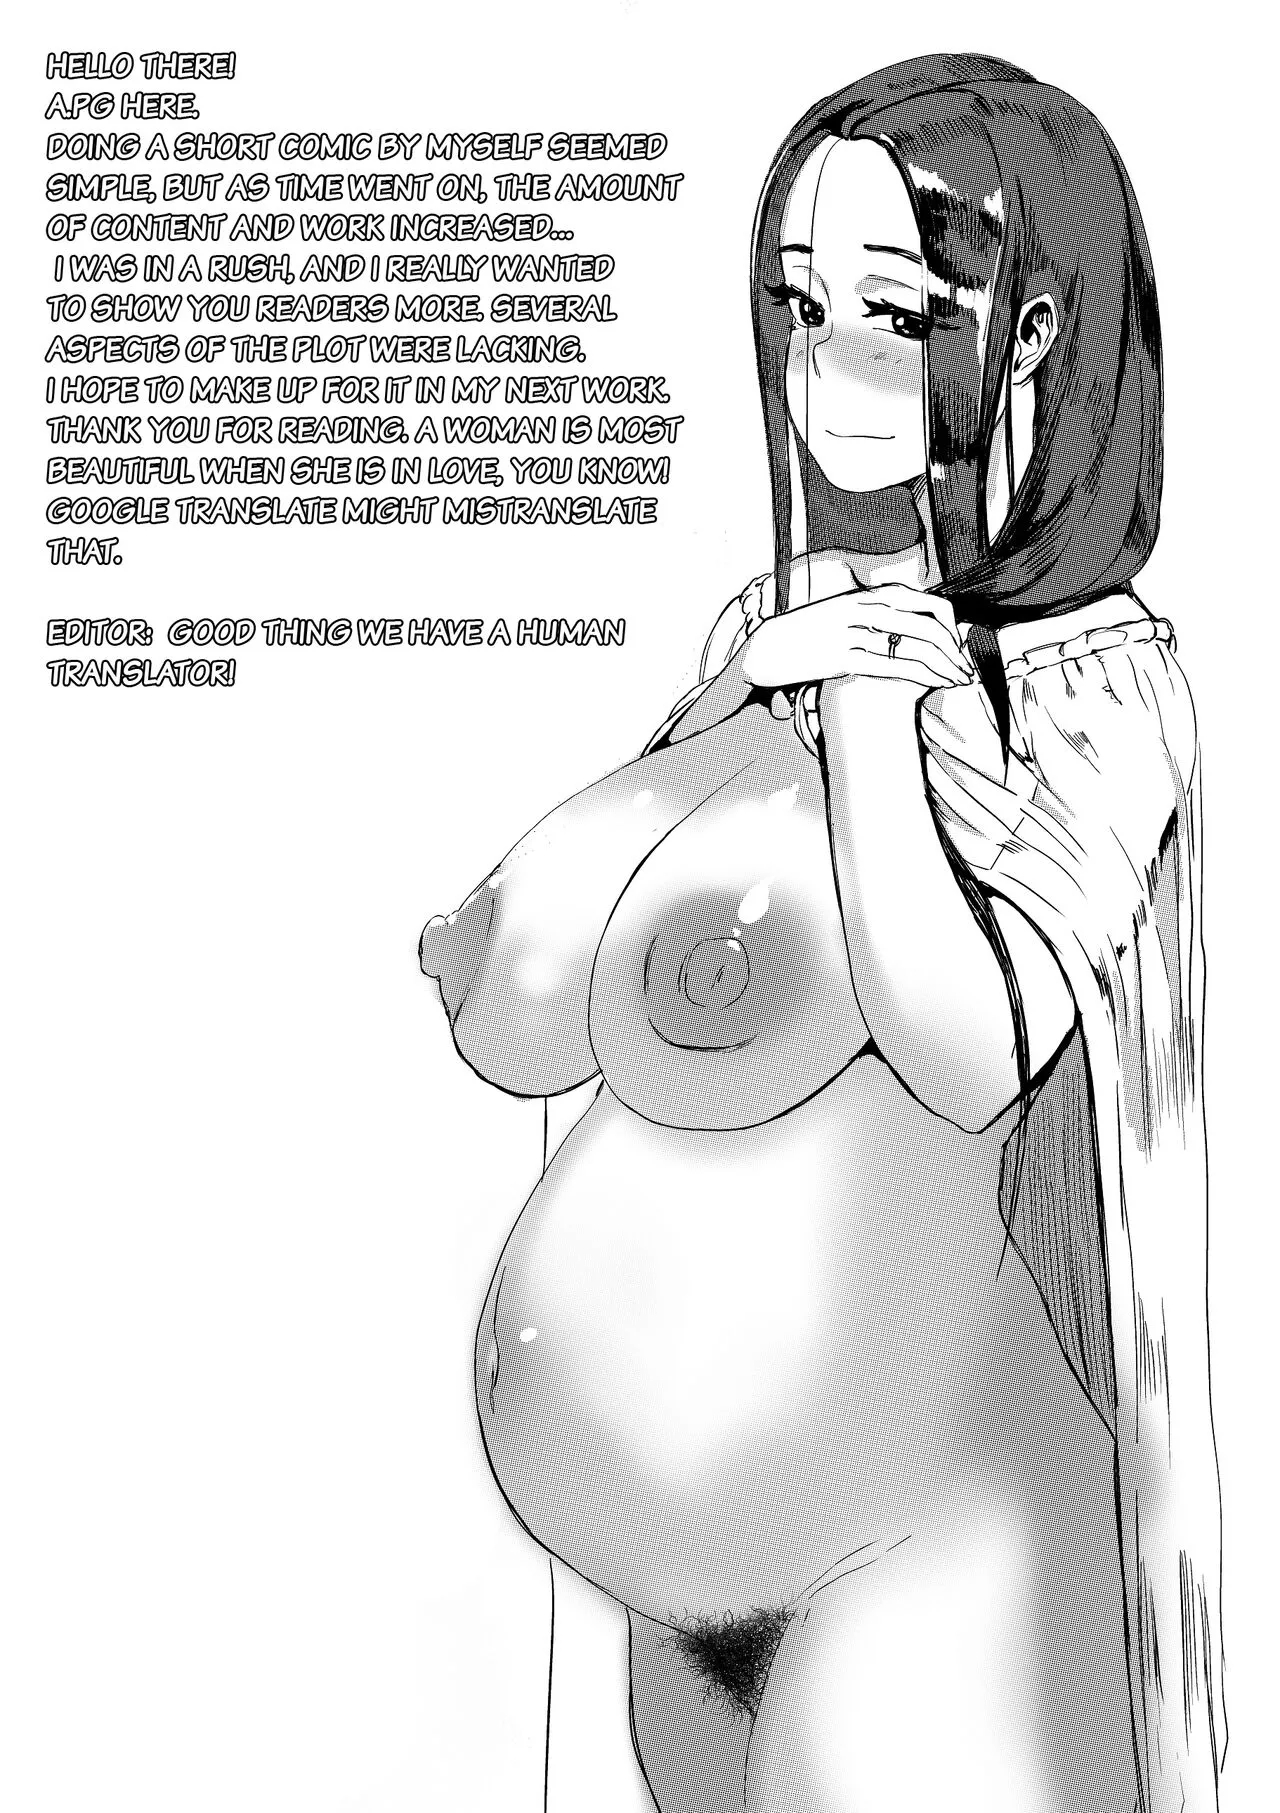 HELLO THERE!
A.PG HERE.
DOING A SHORT COMIC BY MYSELF SEEMED
SIMPLE, BUT AS TIME WENT ON, THE AMOUNT
OF CONTENT AND WORK INCREASED...
I WAS IN A RUSH, AND I REALLY WANTED
TO SHOW YOU READERS MORE. SEVERAL
ASPECTS OF THE PLOT WERE LACKING.
I HOPE TO MAKE UP FOR IT IN MY NEXT WORK.
THANK YOU FOR READING. A WOMAN IS MOST
BEAUTIFUL WHEN SHE IS IN LOVE, YOU KNOW!
GOOGLE TRANSLATE MIGHT MISTRANSLATE
THAT.
EDITOR: GOOD THING WE HAVE A HUMAN
TRANSLATOR!